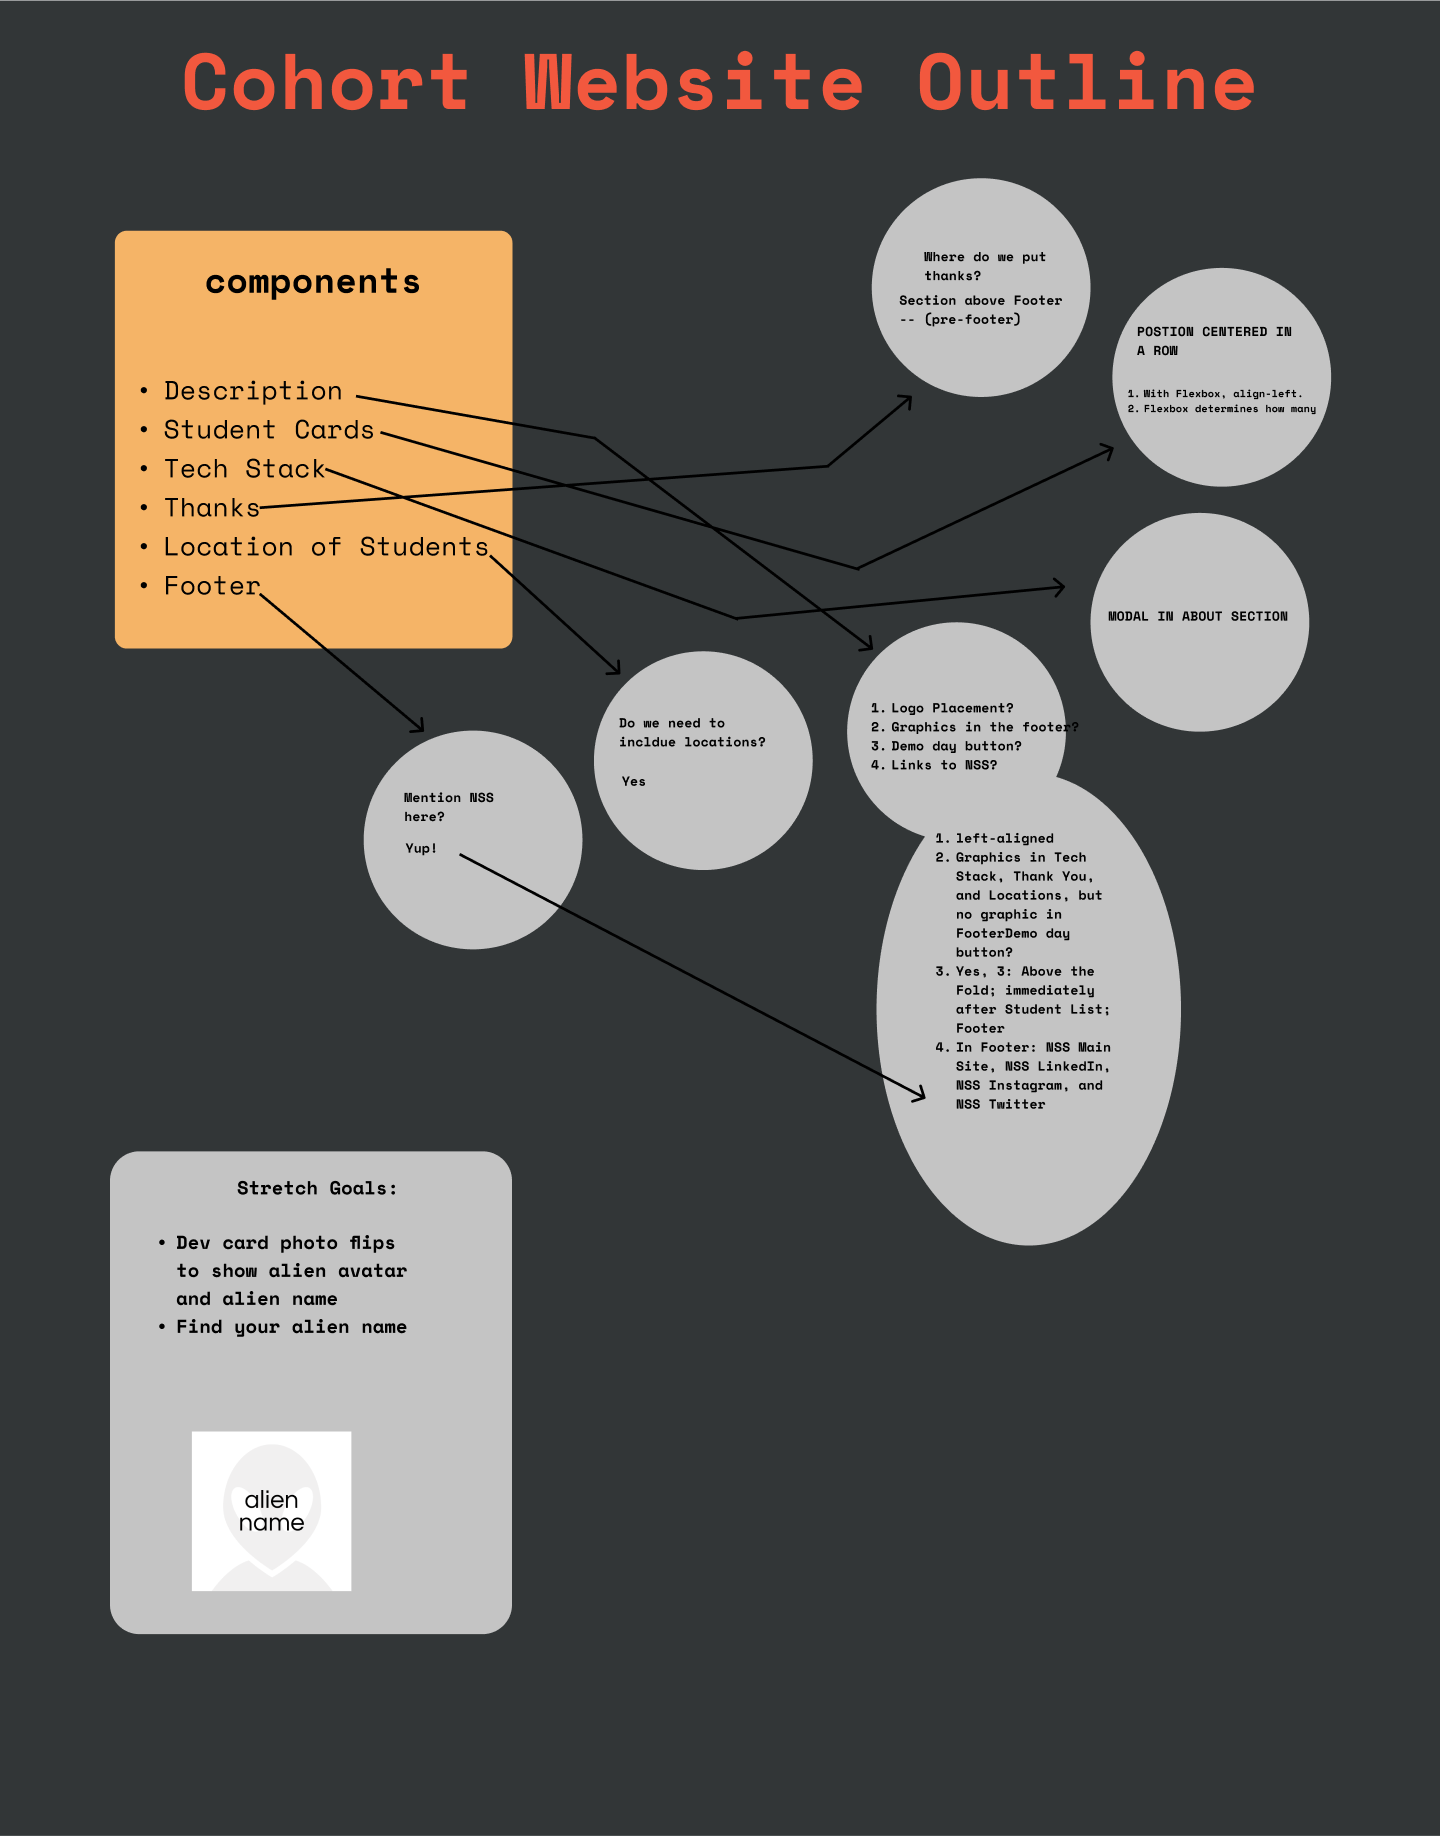 Cohort Website Outline
components
• Description
• Student Cards
• Tech Stack
• Thanks
• Location of Students
• Footer
Where do we put
thanks?
Section above Footer
-- (pre-footer)
POSTION CENTERED IN
A ROW
1. With Flexbox, align-left.
2. Flexbox determines how many
MODAL IN ABOUT SECTION
1. Logo Placement?
2. Graphics in the footer?
3. Demo day button?
4. Links to NSS?
Do we need to
incldue locations?
Yes
Mention NSS
here?
Yup!
1. left-aligned
2. Graphics in Tech
Stack, Thank You,
and Locations, but
no graphic in
FooterDemo day
button?
3. Yes, 3: Above the
Fold; immediately
after Student List;
Footer
4. In Footer: NSS Main
Site, NSS LinkedIn,
NSS Instagram, and
NSS Twitter
Stretch Goals:
• Dev card photo flips
to show alien avatar
and alien name
• Find your alien name
alien
name